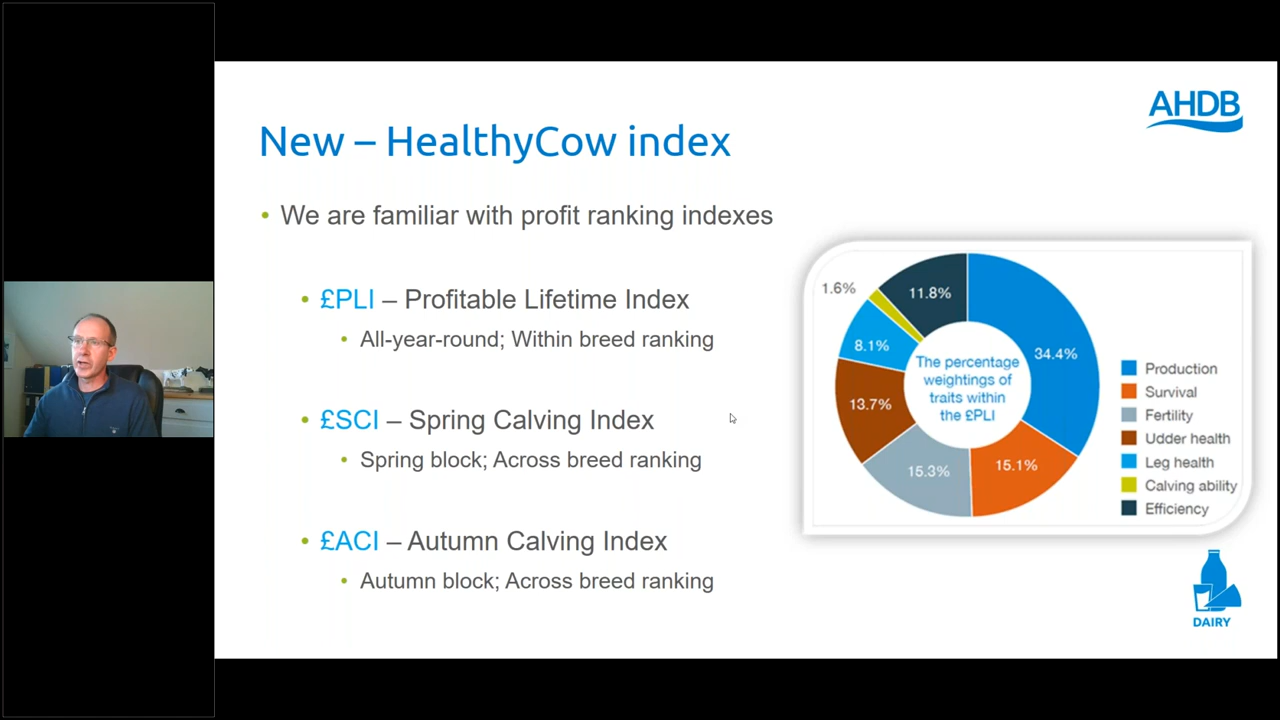 AHDB
New – HealthyCow index
• We are familiar with profit ranking indexes
• £PLI – Profitable Lifetime Index
• All-year-round; Within breed ranking
• £SCI – Spring Calving Index
• Spring block; Across breed ranking
• £ACI – Autumn Calving Index
• Autumn block; Across breed ranking
1.6%
11.8%
8.1%
34.4%
13.7%
15.3%
15.1%
The percentage
weightings of
traits within
the £PLI
Production
Survival
Fertility
Udder health
Leg health
Calving ability
Efficiency
DAIRY